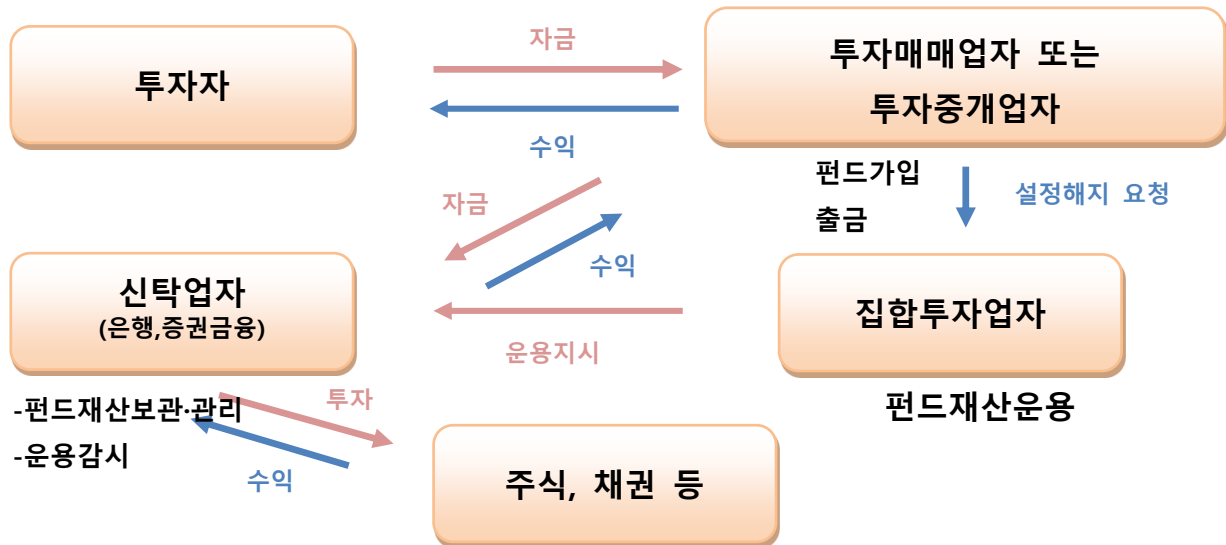 자금
투자자
투자매매업자 또는
투자중개업자
수익
펀드가입
출금
설정해지 요청
자금
수익
신탁업자
(은행,증권금융)
집합투자업자
운용지시
-펀드재산보관·관리
-운용감시
투자
수익
펀드재산운용
주식, 채권 등